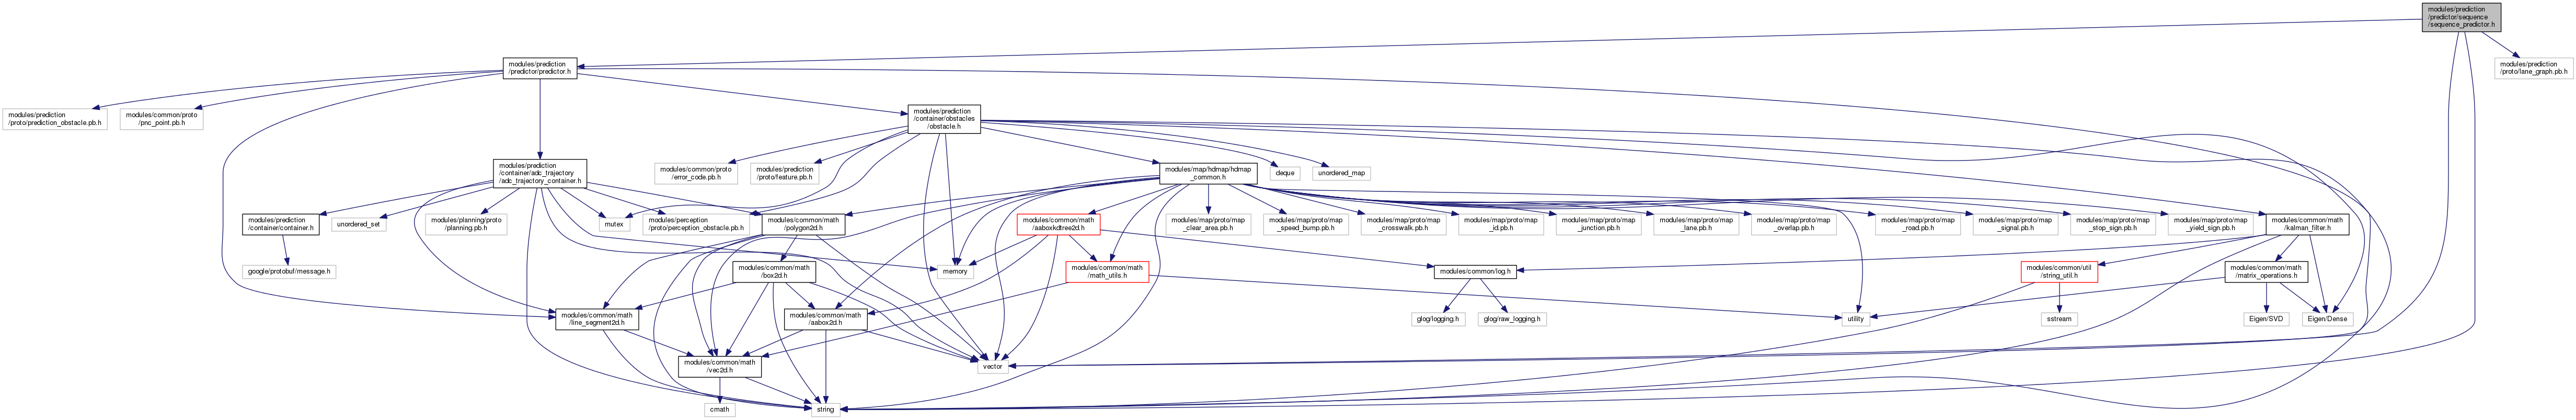 modules/prediction
/predictor/sequence
/sequence_predictor.h
modules/prediction
/predictor/predictor.h
modules/prediction
/proto/lane_graph.pb.h
modules/prediction
/proto/prediction_obstacle.pb.h
modules/common/proto
/pnc_point.pb.h
modules/prediction
/container/obstacles
/obstacle.h
modules/prediction
/container/adc_trajectory
/adc_trajectory_container.h
modules/common/proto
/error_code.pb.h
modules/prediction
/proto/feature.pb.h
modules/map/hdmap/hdmap
_common.h
deque
unordered_map
modules/prediction
/container/container.h
unordered_set
modules/planning/proto
/planning.pb.h
mutex
modules/perception
/proto/perception_obstacle.pb.h
modules/common/math
/polygon2d.h
modules/common/math
/aaboxkdtree2d.h
modules/map/proto/map
_clear_area.pb.h
modules/map/proto/map
_speed_bump.pb.h
modules/map/proto/map
_crosswalk.pb.h
modules/map/proto/map
_id.pb.h
modules/map/proto/map
_junction.pb.h
modules/map/proto/map
_lane.pb.h
modules/map/proto/map
_overlap.pb.h
modules/map/proto/map
_road.pb.h
modules/map/proto/map
_signal.pb.h
modules/map/proto/map
_stop_sign.pb.h
modules/map/proto/map
_yield_sign.pb.h
modules/common/math
/kalman_filter.h
google/protobuf/message.h
modules/common/math
/box2d.h
memory
modules/common/math
/math_utils.h
modules/common/log.h
modules/common/util
/string_util.h
modules/common/math
/matrix_operations.h
modules/common/math
/line_segment2d.h
modules/common/math
/aabox2d.h
glog/logging.h
glog/raw_logging.h
utility
sstream
Eigen/SVD
Eigen/Dense
modules/common/math
/vec2d.h
vector
cmath
string